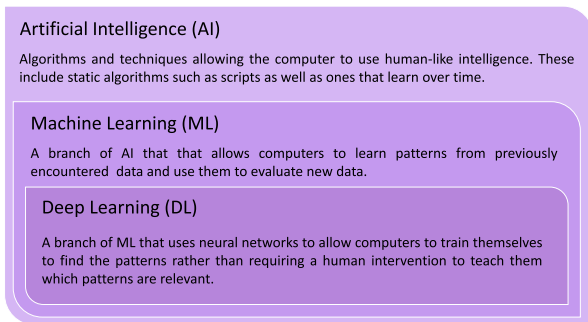 Artificial Intelligence (AI)
Algorithms and techniques allowing the computer to use human-like intelligence. These
include static algorithms such as scripts as well as ones that learn over time.
Machine Learning (ML)
A branch of AI that that allows computers to learn patterns from previously
encountered data and use them to evaluate new data.
Deep Learning (DL)
A branch of ML that uses neural networks to allow computers to train themselves
to find the patterns rather than requiring a human intervention to teach them
which patterns are relevant.